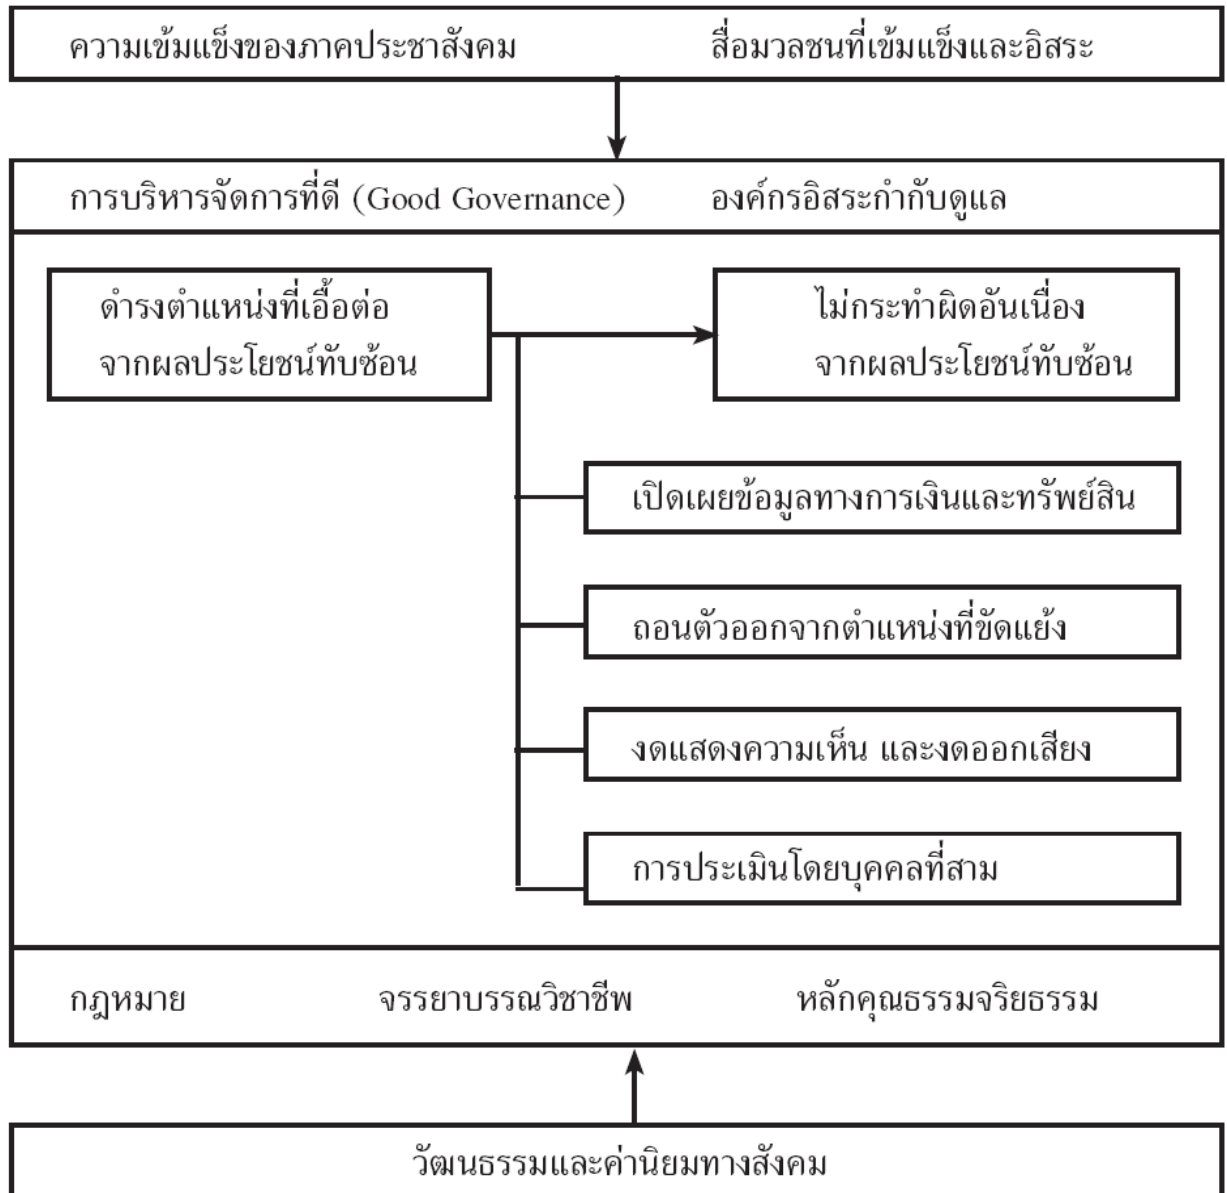 ความเข้มแข็งของภาคประชาสังคม สื่อมวลชนที่เข้มแข็งและอิสระ
การบริหารจัดการที่ดี (Good Governance) องค์กรอิสระกำกับดูแล
ดำรงตำแหน่งที่เอื้อต่อ
จากผลประโยชน์ทับซ้อน
ไม่กระทำผิดอันเนื่อง
จากผลประโยชน์ทับซ้อน
เปิดเผยข้อมูลทางการเงินและทรัพย์สิน
ถอนตัวออกจากตำแหน่งที่ขัดแย้ง
งดแสดงความเห็น และงดออกเสียง
การประเมินโดยบุคคลที่สาม
กฎหมาย จรรยาบรรณวิชาชีพ หลักคุณธรรมจริยธรรม
วัฒนธรรมและค่านิยมทางสังคม